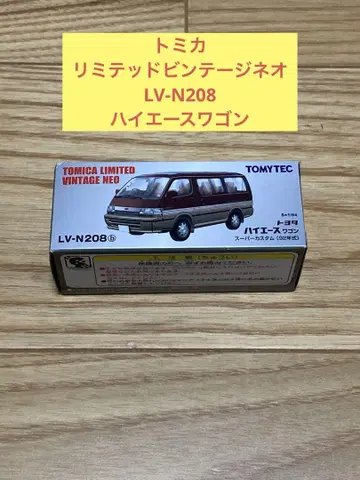 トミカ
リミテッドビンテージネオ
LV-N208
ハイエースワゴン
TOMICA LIMITED
VINTAGE NEO
TOMYTEC
S=1/64
トヨタ
ハイエース ワゴン
スーパーカスタム(92年式)
LV-N208 ⓑ